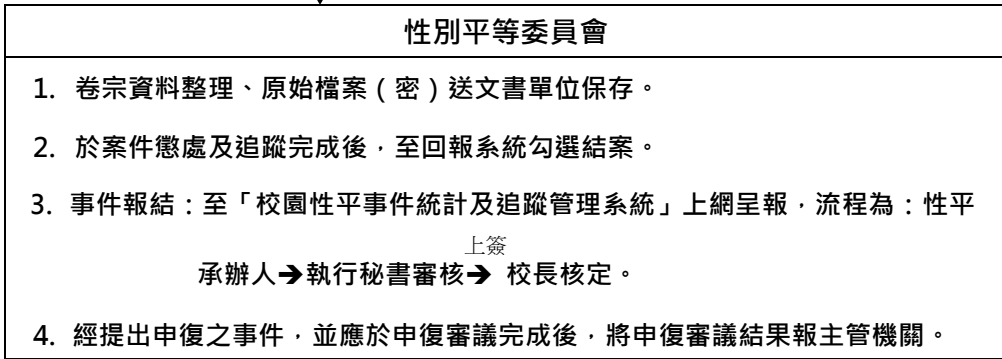 性別平等委員會
1. 卷宗資料整理、原始檔案(密)送文書單位保存。
2. 於案件懲處及追蹤完成後,至回報系統勾選結案。
3. 事件報結:至「校園性平事件統計及追蹤管理系統」上網呈報,流程為:性平
上簽
承辦人➔執行秘書審核➔ 校長核定。
4. 經提出申復之事件,並應於申復審議完成後,將申復審議結果報主管機關。